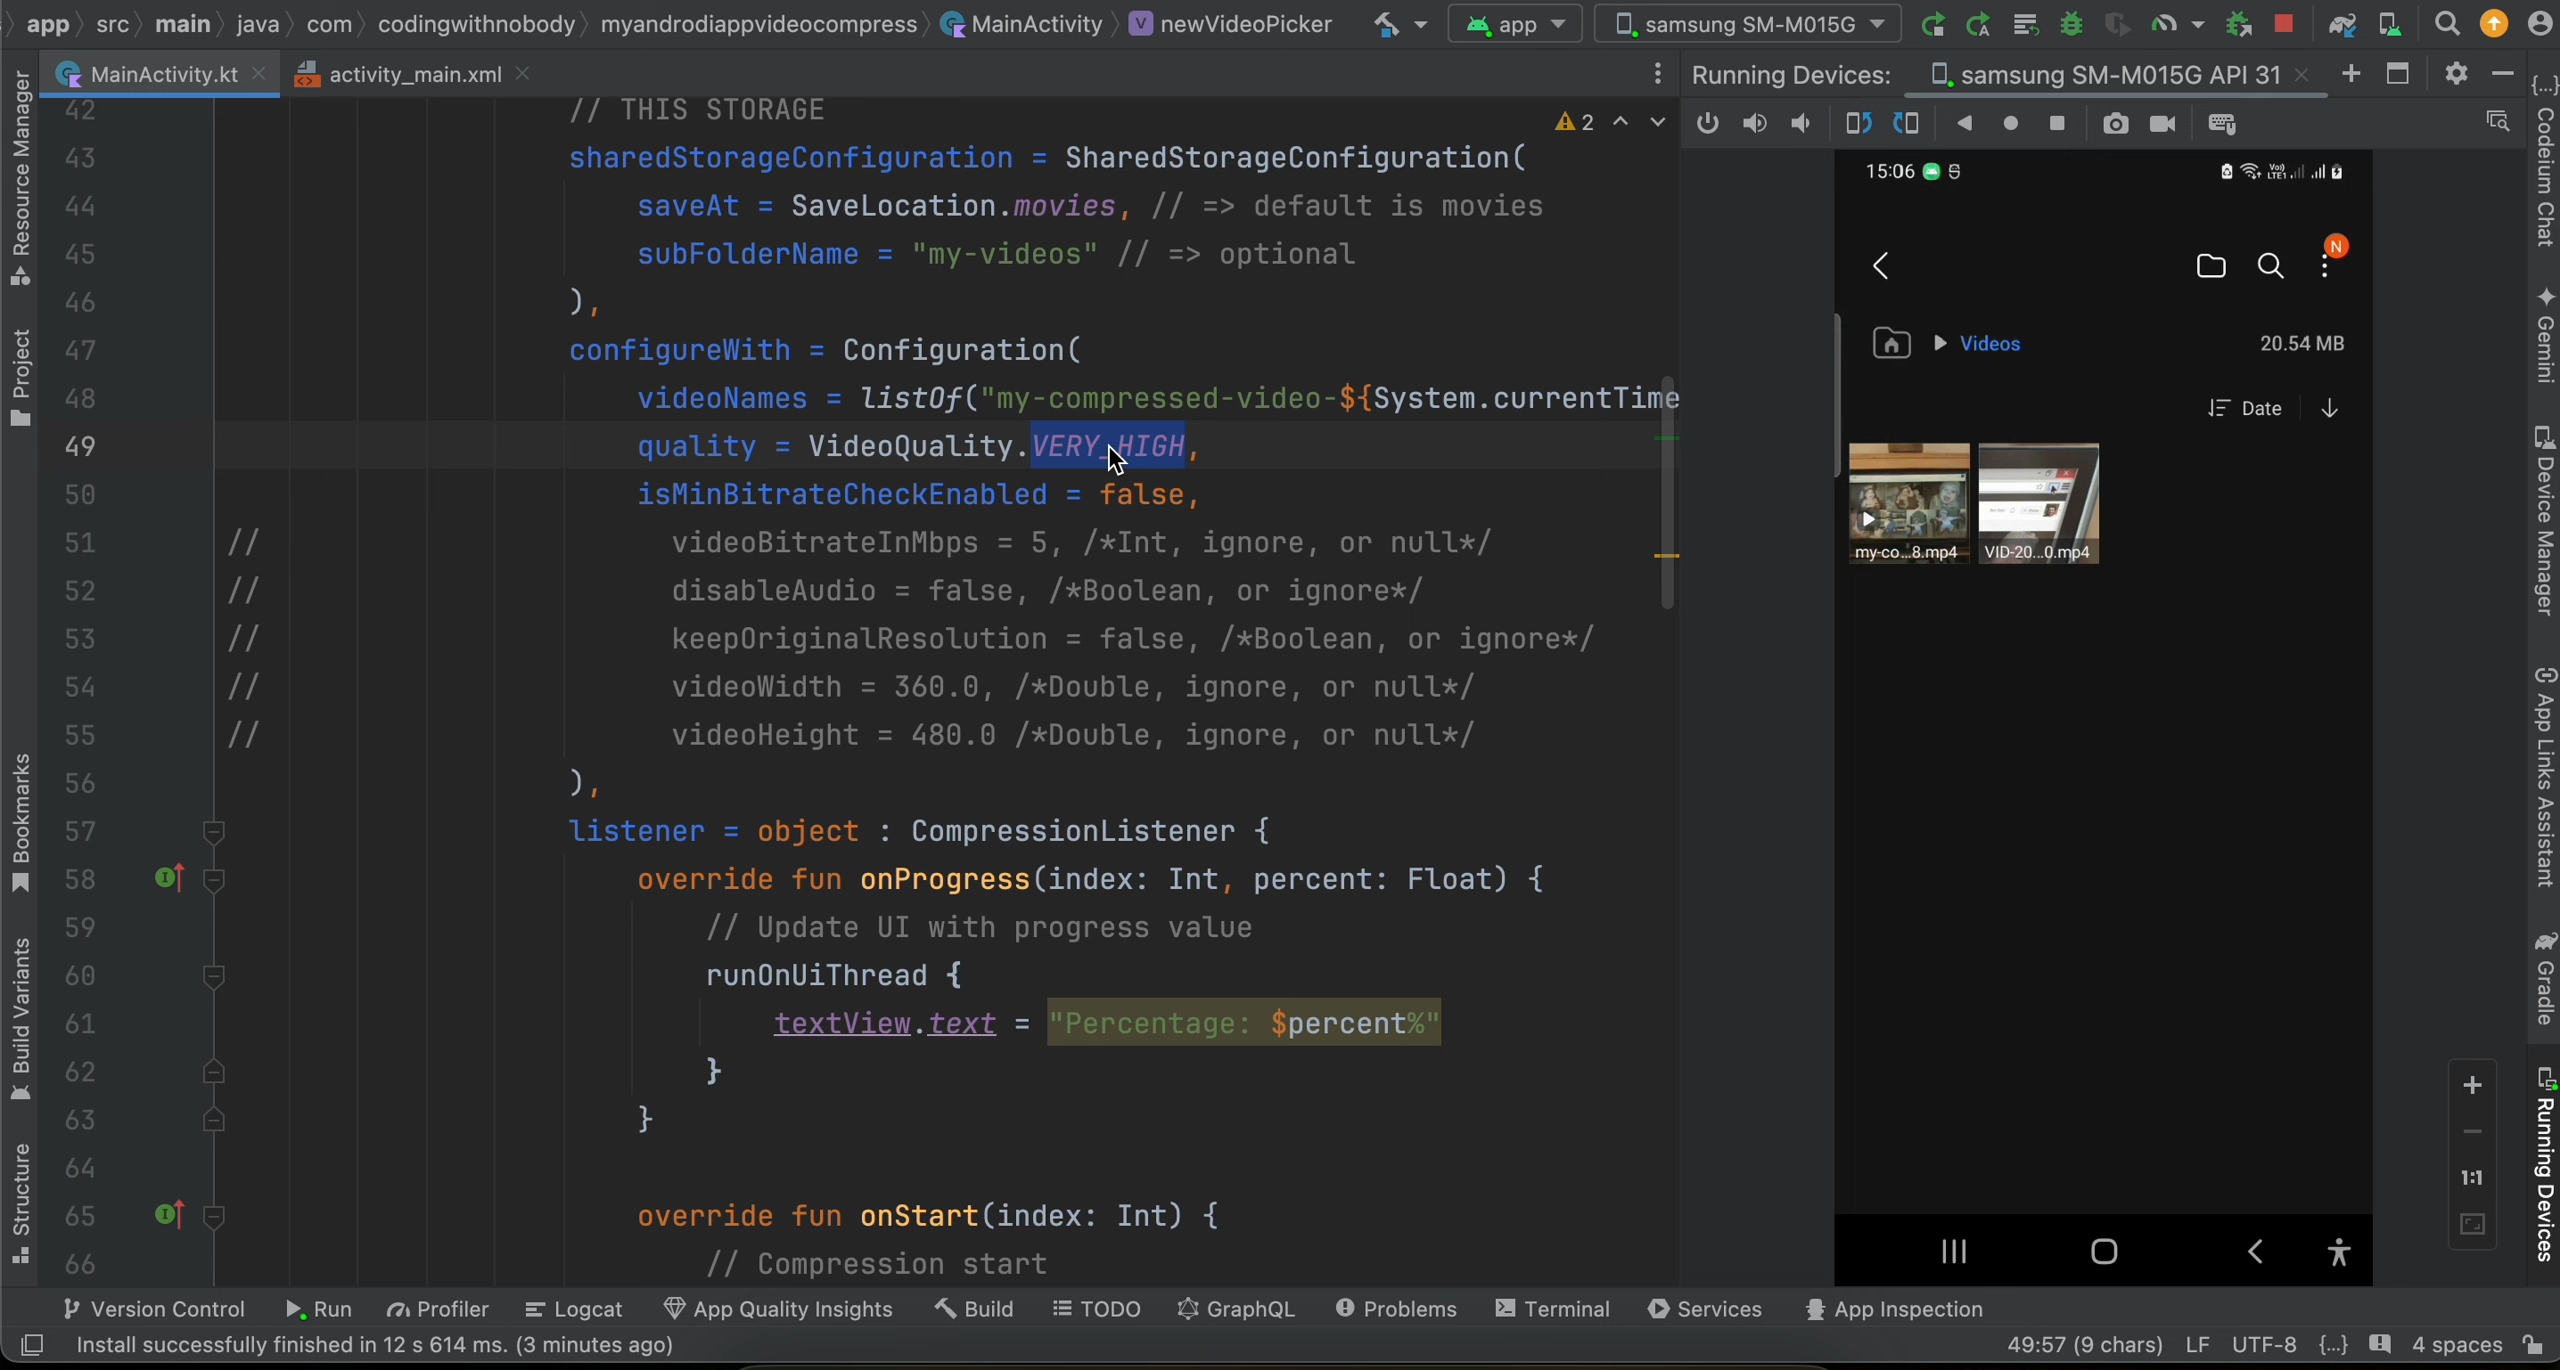 app src main java com codingwithnobody myandrodiappvideocompress MainActivity newVideoPicker app samsung SM-M015G
MainActivity.kt activity_main.xml
Running Devices: samsung SM-M015G API 31
Resource Manager
Project
Bookmarks
Build Variants
Structure
2
42 // THIS STORAGE
43 sharedStorageConfiguration = SharedStorageConfiguration(
44 saveAt = SaveLocation.movies, // => default is movies
45 subFolderName = "my-videos" // => optional
46 ),
47 configureWith = Configuration(
48 videoNames = listOf("my-compressed-video-${System.currentTime
49 quality = VideoQuality.VERY_HIGH,
50 isMinBitrateCheckEnabled = false,
51 // videoBitrateInMbps = 5, /*Int, ignore, or null*/
52 // disableAudio = false, /*Boolean, or ignore*/
53 // keepOriginalResolution = false, /*Boolean, or ignore*/
54 // videoWidth = 360.0, /*Double, ignore, or null*/
55 // videoHeight = 480.0 /*Double, ignore, or null*/
56 ),
57 listener = object : CompressionListener {
58 override fun onProgress(index: Int, percent: Float) {
59 // Update UI with progress value
60 runOnUiThread {
61 textView.text = "Percentage: $percent%"
62 }
63 }
64
65 override fun onStart(index: Int) {
66 // Compression start
15:06
N
Videos 20.54 MB
Date
my-co...8.mp4 VID-20...0.mp4
1:1
{...} Codeium Chat
Gemini
Device Manager
App Links Assistant
Gradle
Running Devices
Version Control Run Profiler Logcat App Quality Insights Build TODO GraphQL Problems Terminal Services App Inspection
Install successfully finished in 12 s 614 ms. (3 minutes ago) 49:57 (9 chars) LF UTF-8 {...} 4 spaces